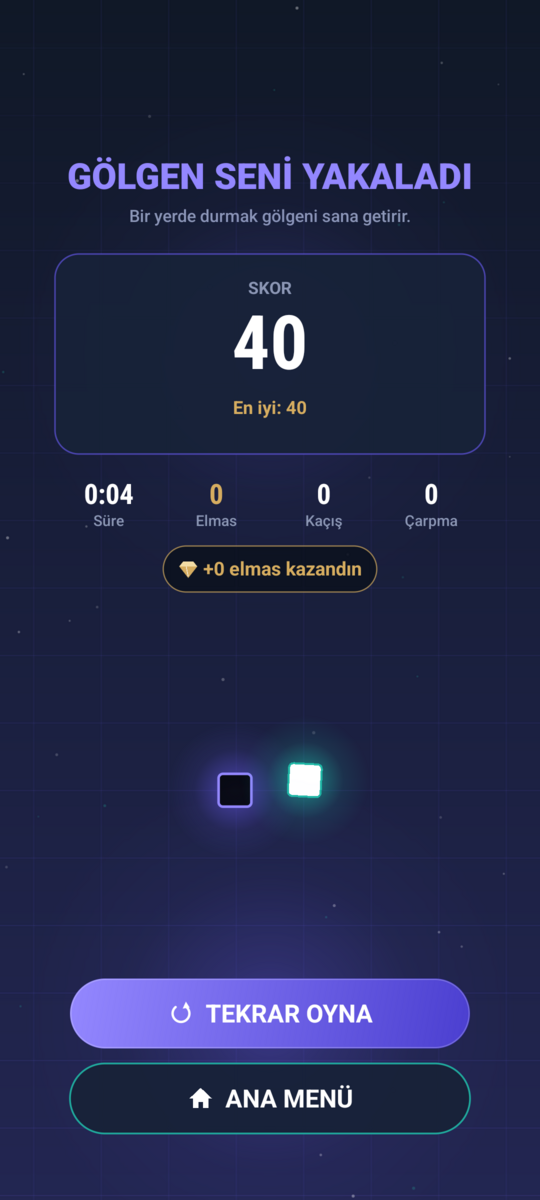 GÖLGEN SENİ YAKALADI
Bir yerde durmak gölgeni sana getirir.
SKOR
40
En iyi: 40
0:04 0 0 0
Süre Elmas Kaçış Çarpma
+0 elmas kazandın
TEKRAR OYNA
ANA MENÜ